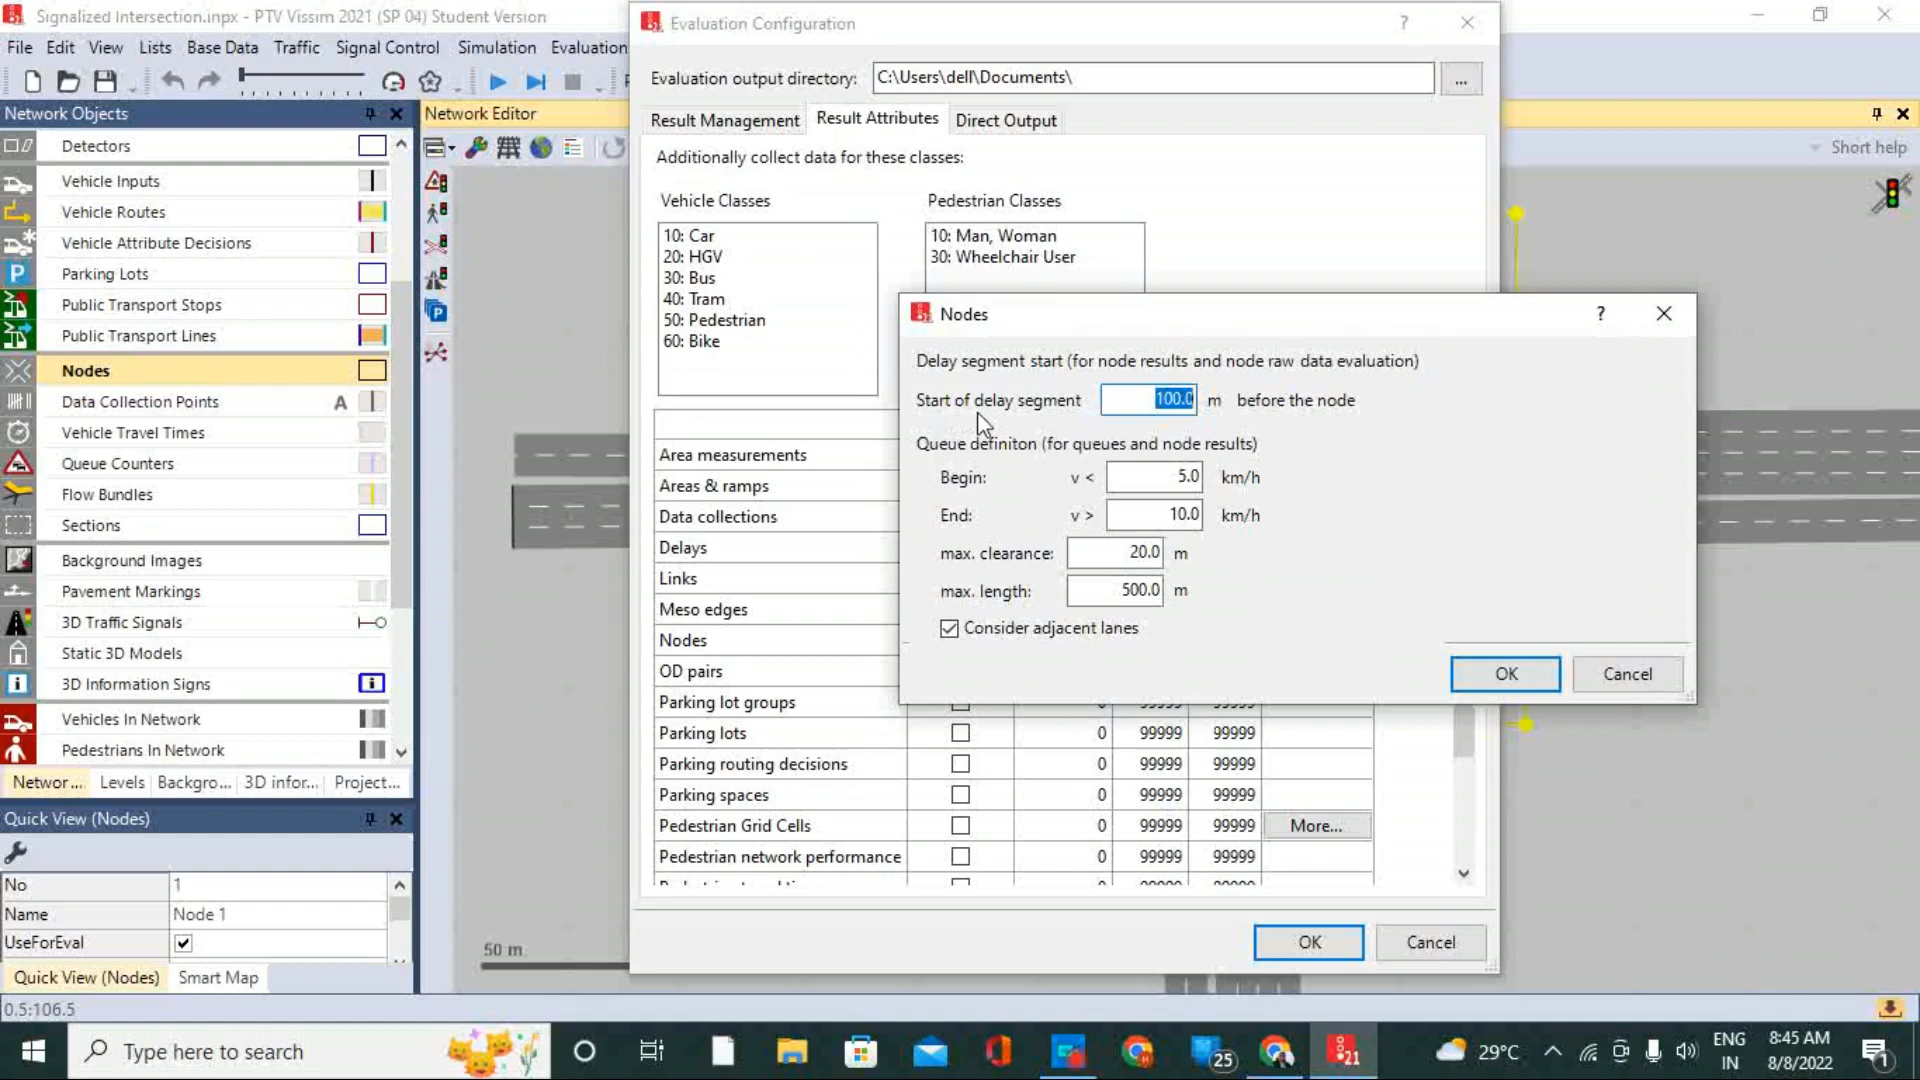 Signalized Intersection.inpx - PTV Vissim 2021 (SP 04) Student Version
File Edit View Lists Base Data Traffic Signal Control Simulation Evaluation
Network Objects
Detectors
Vehicle Inputs
Vehicle Routes
Vehicle Attribute Decisions
Parking Lots
Public Transport Stops
Public Transport Lines
Nodes
Data Collection Points A
Vehicle Travel Times
Queue Counters
Flow Bundles
Sections
Background Images
Pavement Markings
3D Traffic Signals
Static 3D Models
3D Information Signs
Vehicles In Network
Pedestrians In Network
Networ... Levels Backgro... 3D infor... Project...
Quick View (Nodes)
No 1
Name Node 1
UseForEval
Quick View (Nodes) Smart Map
0.5:106.5
Network Editor
Short help
50 m
Evaluation Configuration ?
Evaluation output directory: C:\Users\dell\Documents\ ...
Result Management Result Attributes Direct Output
Additionally collect data for these classes:
Vehicle Classes Pedestrian Classes
10: Car
20: HGV
30: Bus
40: Tram
50: Pedestrian
60: Bike
10: Man, Woman
30: Wheelchair User
Area measurements
Areas & ramps
Data collections
Delays
Links
Meso edges
Nodes
OD pairs
Parking lot groups 0 99999 99999
Parking lots 0 99999 99999
Parking routing decisions 0 99999 99999
Parking spaces 0 99999 99999
Pedestrian Grid Cells 0 99999 99999 More...
Pedestrian network performance 0 99999 99999
OK Cancel
Nodes ?
Delay segment start (for node results and node raw data evaluation)
Start of delay segment 100.0 m before the node
Queue definiton (for queues and node results)
Begin: v < 5.0 km/h
End: v > 10.0 km/h
max. clearance: 20.0 m
max. length: 500.0 m
Consider adjacent lanes
OK Cancel
Type here to search
25
21
29°C
ENG
IN
8:45 AM
8/8/2022
1